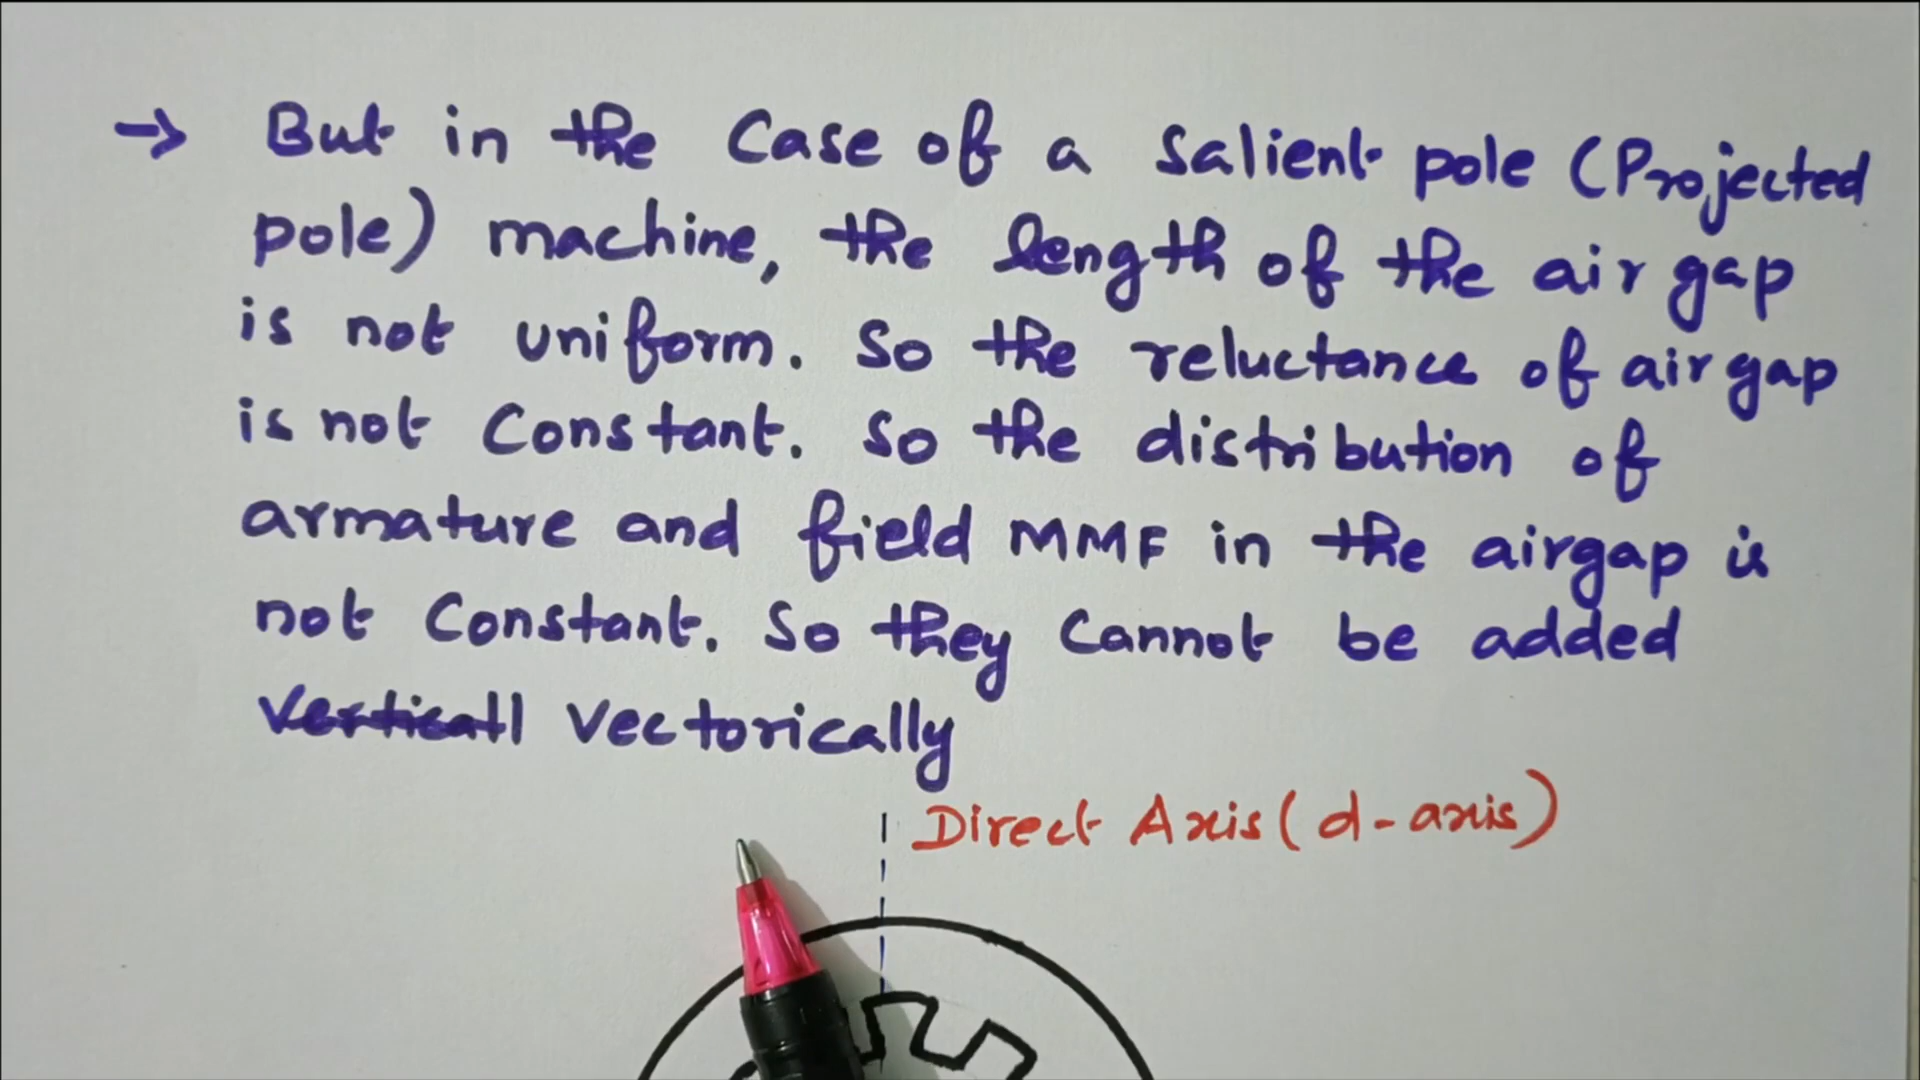 → But in the Case of a Salient pole (Projected
pole) machine, the length of the air gap
is not uniform. So the reluctance of airgap
is not Constant. So the distribution of
armature and field MMF in the airgap is
not Constant. So they Cannot be added
Verticall Vectorically
Direct Axis (d-axis)